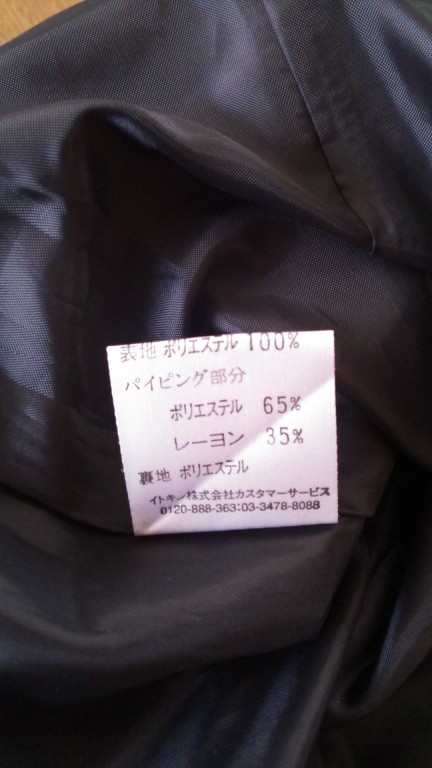 表地 ポリエステル 100%
パイピング部分
ポリエステル 65%
レーヨン 35%
裏地 ポリエステル
イトキン株式会社カスタマーサービス
0120-888-363:03-3478-8088